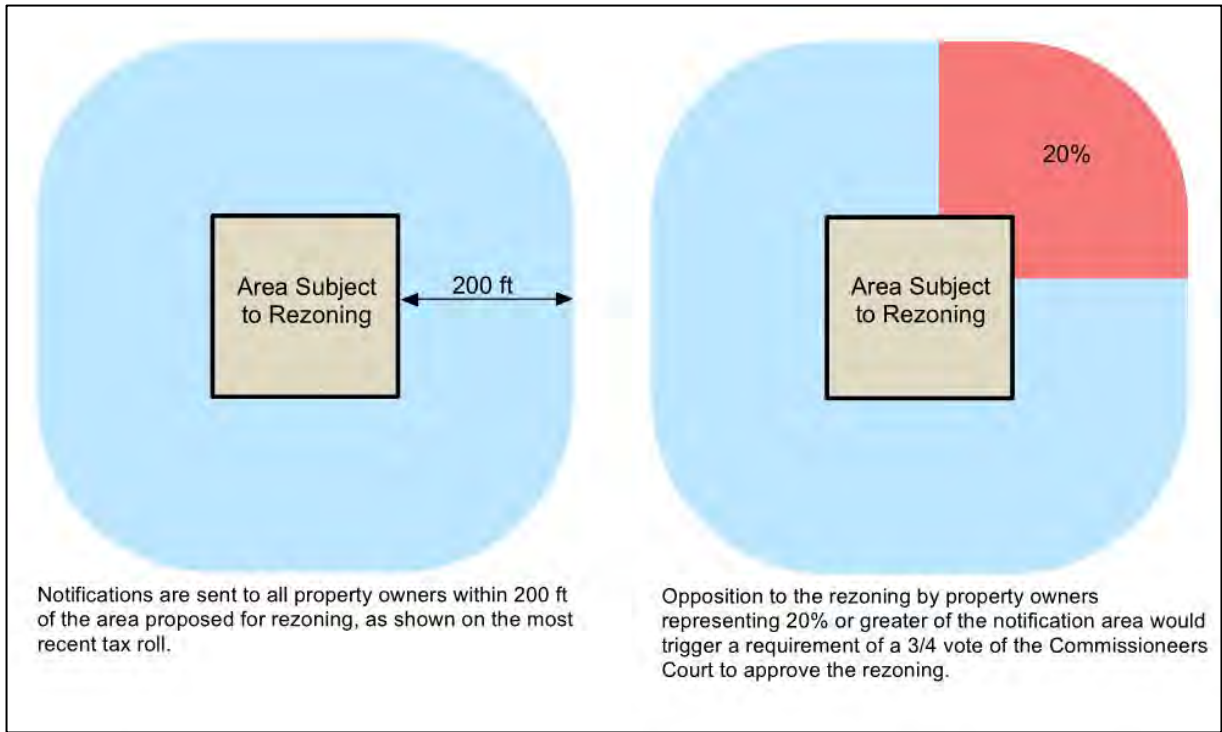 Area Subject
to Rezoning
200 ft
Notifications are sent to all property owners within 200 ft
of the area proposed for rezoning, as shown on the most
recent tax roll.
20%
Area Subject
to Rezoning
Opposition to the rezoning by property owners
representing 20% or greater of the notification area would
trigger a requirement of a 3/4 vote of the Commissioneers
Court to approve the rezoning.